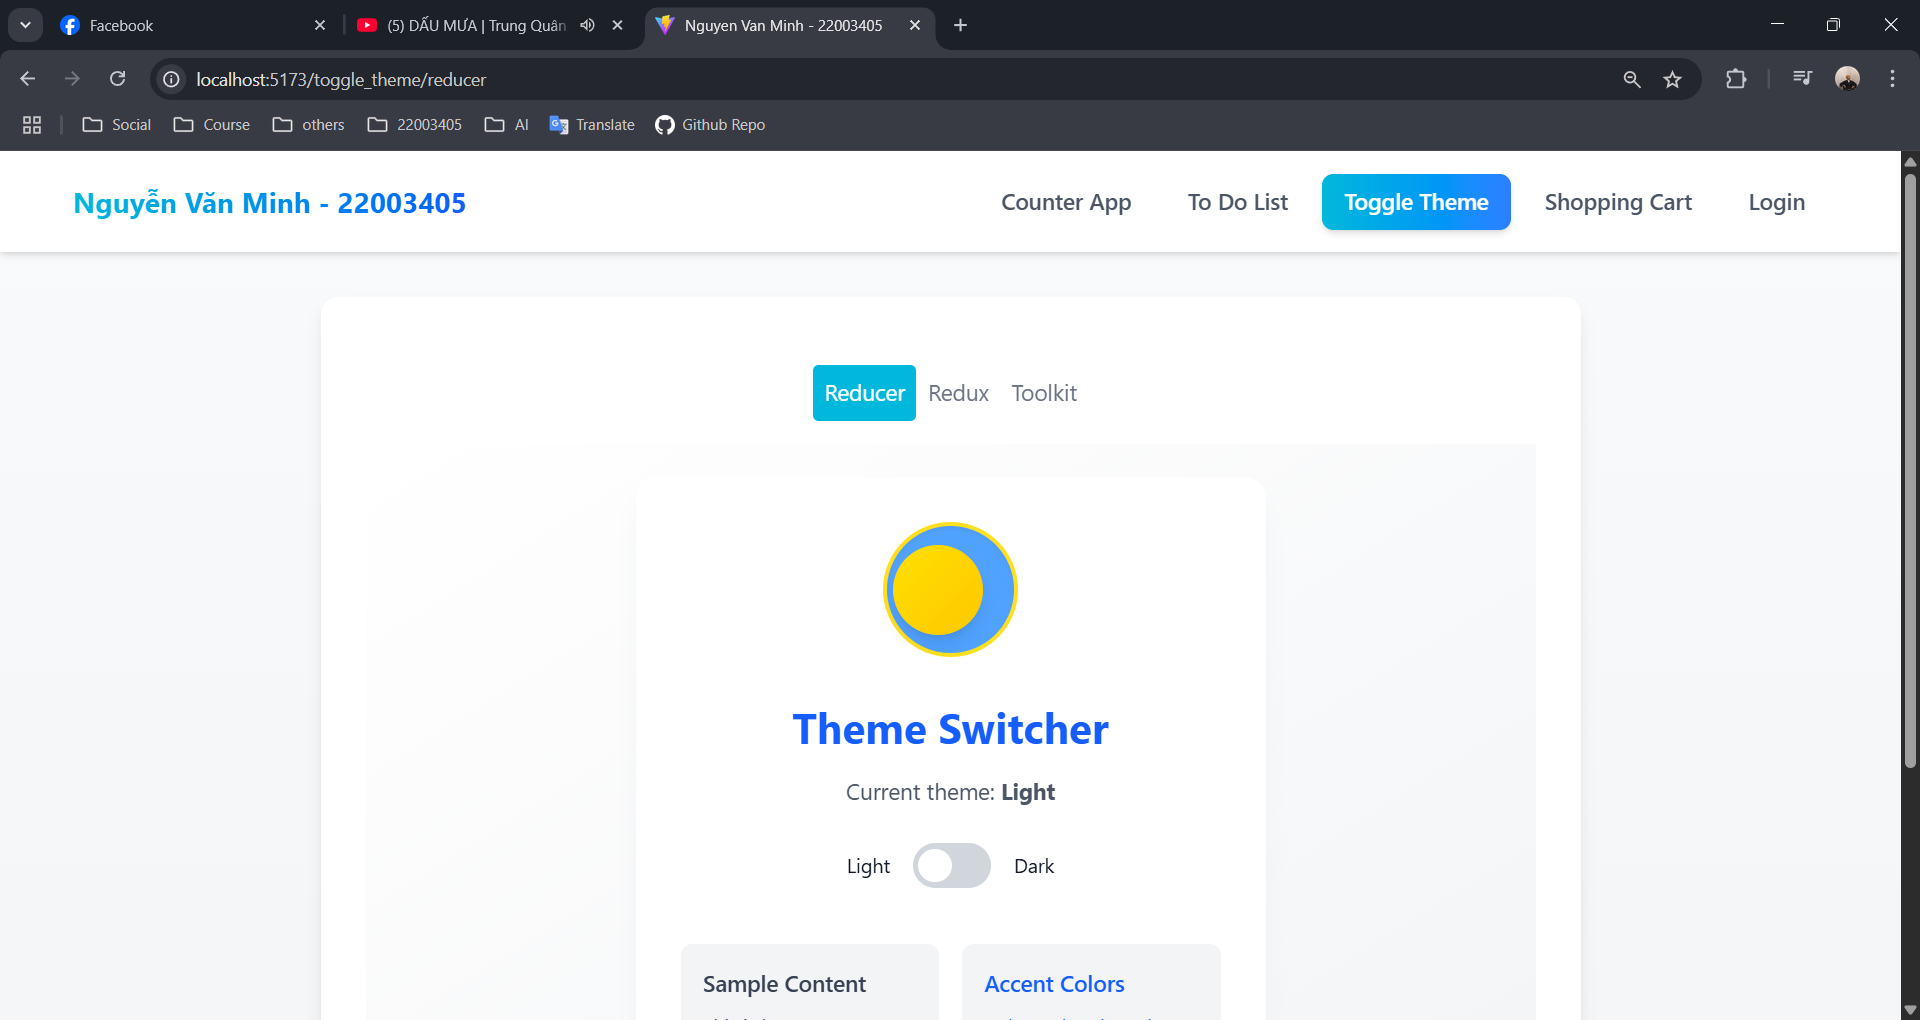 Facebook
(5) DẤU MƯA | Trung Quân
Nguyen Van Minh - 22003405
localhost:5173/toggle_theme/reducer
Social Course others 22003405 AI Translate Github Repo
Nguyễn Văn Minh - 22003405
Counter App To Do List Toggle Theme Shopping Cart Login
Reducer Redux Toolkit
Theme Switcher
Current theme: Light
Light Dark
Sample Content
Accent Colors